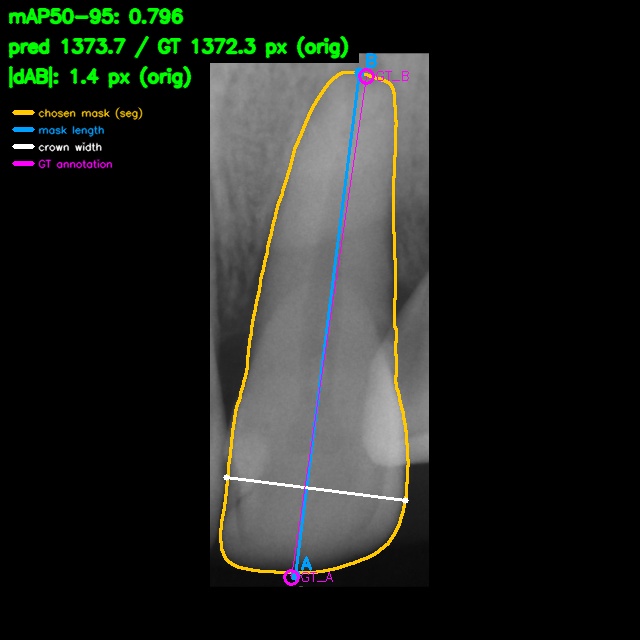 mAP50-95: 0.796
pred 1373.7 / GT 1372.3 px (orig)
|dAB|: 1.4 px (orig)
chosen mask (seg)
mask length
crown width
GT annotation
B
GT_B
A
GT_A